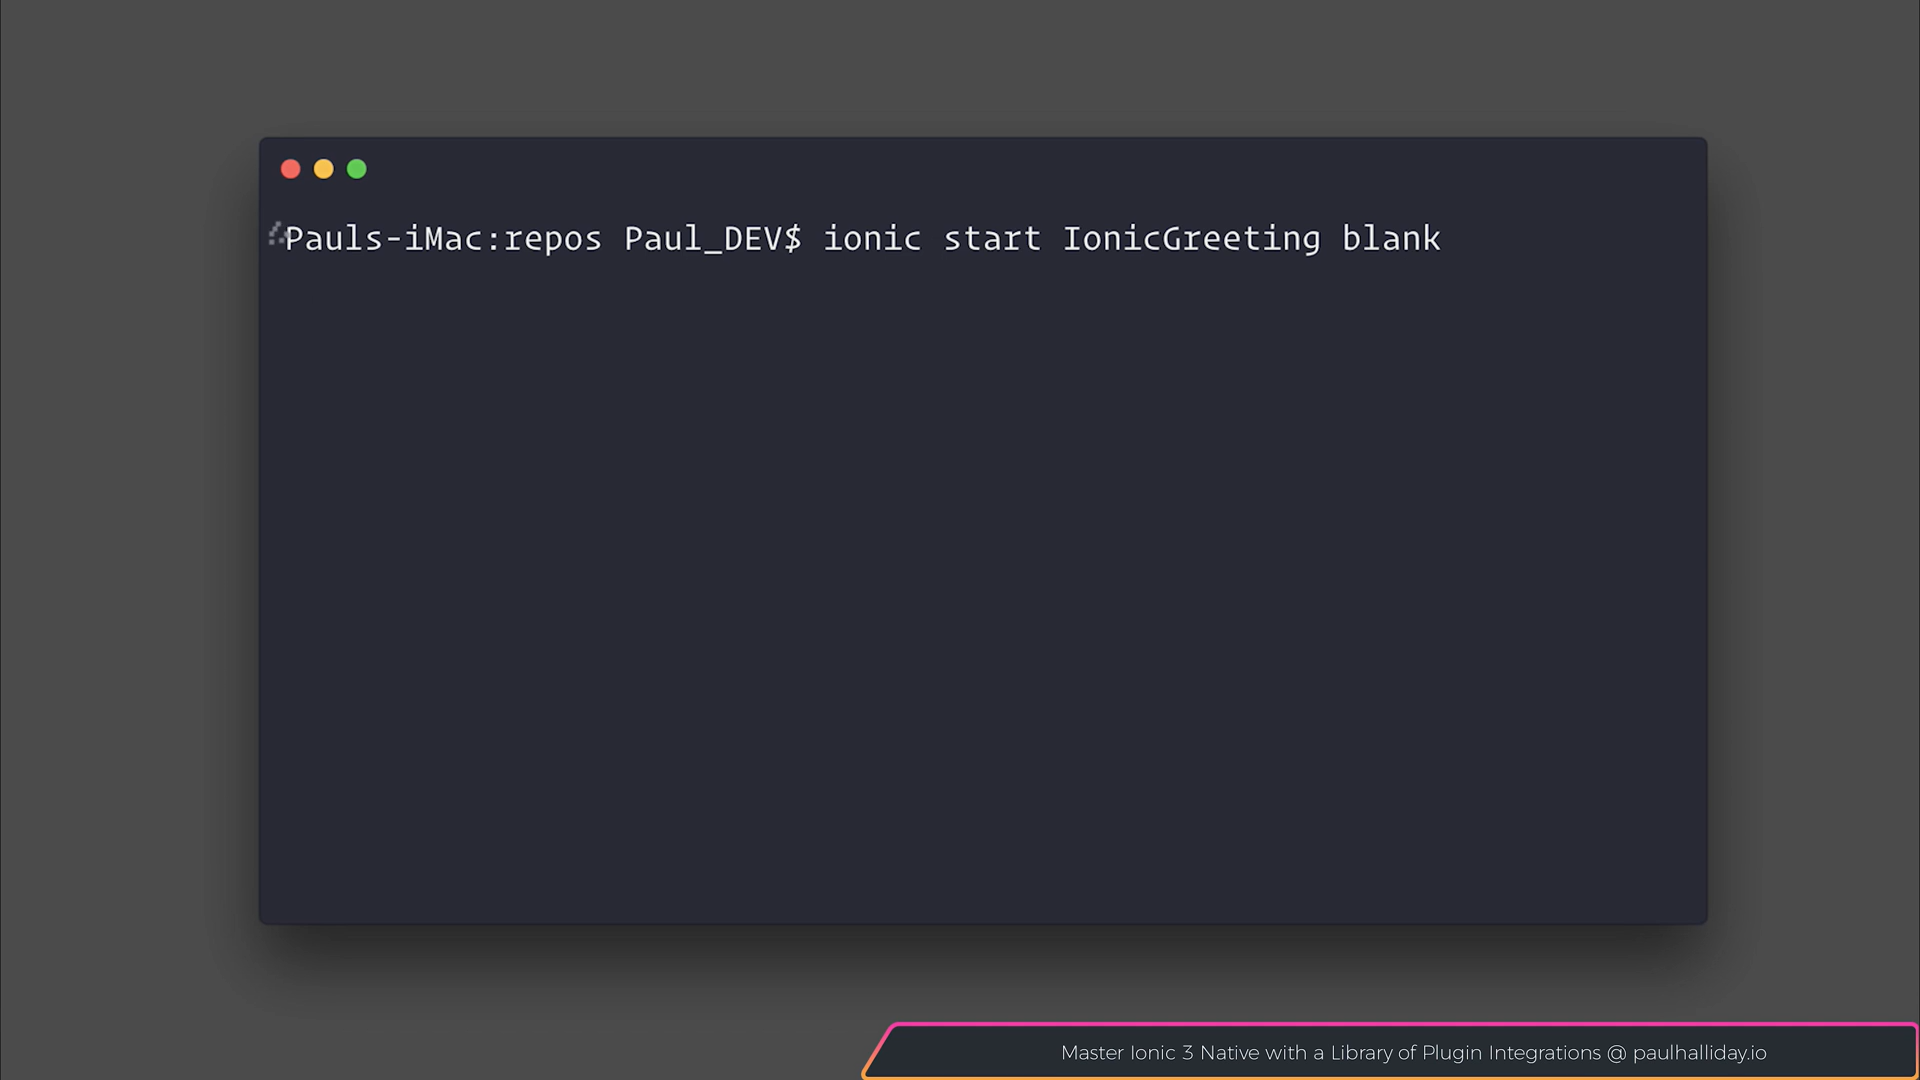 Pauls-iMac:repos Paul_DEV$ ionic start IonicGreeting blank
Master Ionic 3 Native with a Library of Plugin Integrations @ paulhalliday.io